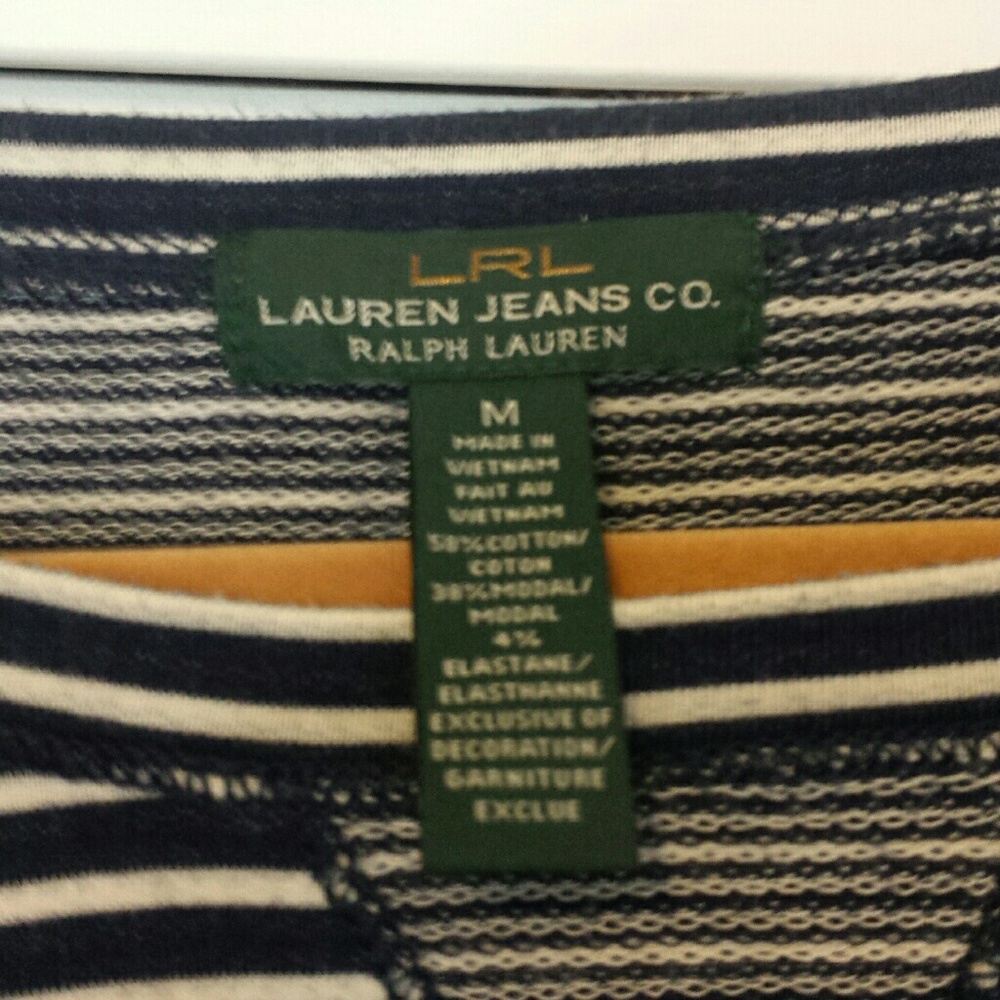 LRL
LAUREN JEANS CO.
RALPH LAUREN
M
MADE IN
VIETNAM
FAIT AU
VIETNAM
58%COTTON/
COTON
38%MODAL/
MODAL
4%
ELASTANE/
ELASTHANNE
EXCLUSIVE OF
DECORATION/
GARNITURE
EXCLUE